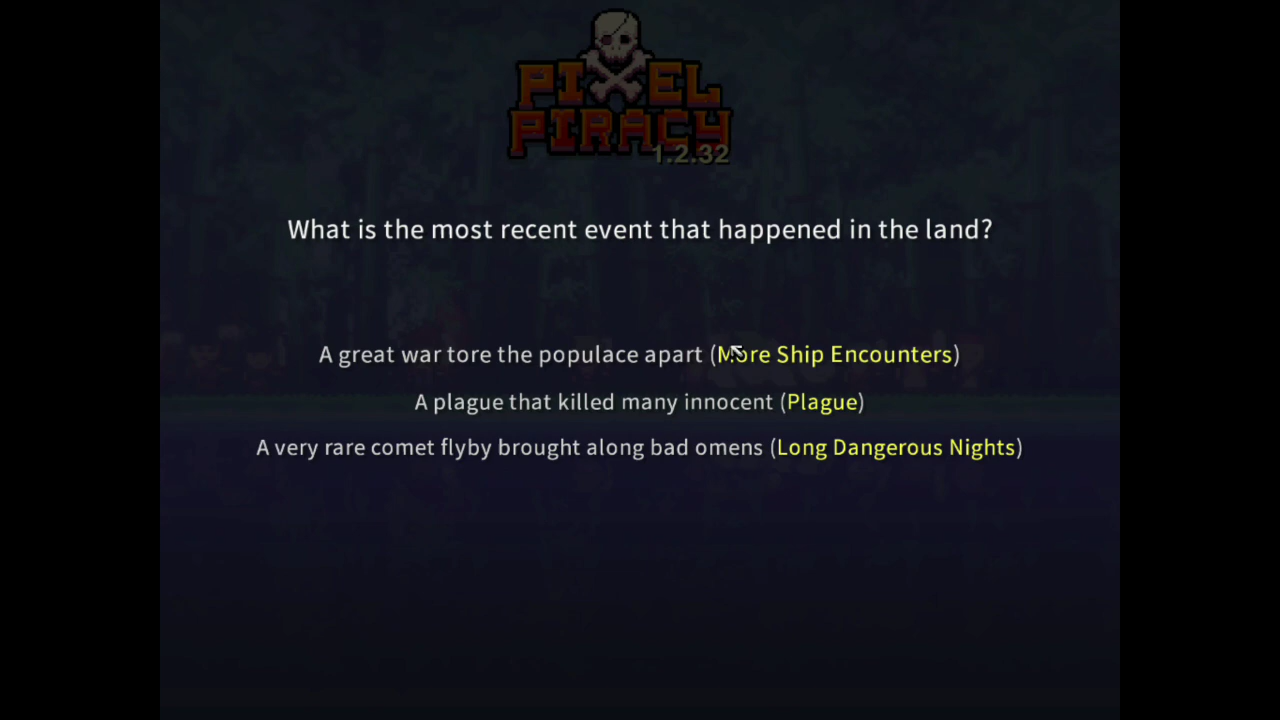 PIXEL
PIRACY
1.2.32
What is the most recent event that happened in the land?
A great war tore the populace apart (More Ship Encounters)
A plague that killed many innocent (Plague)
A very rare comet flyby brought along bad omens (Long Dangerous Nights)